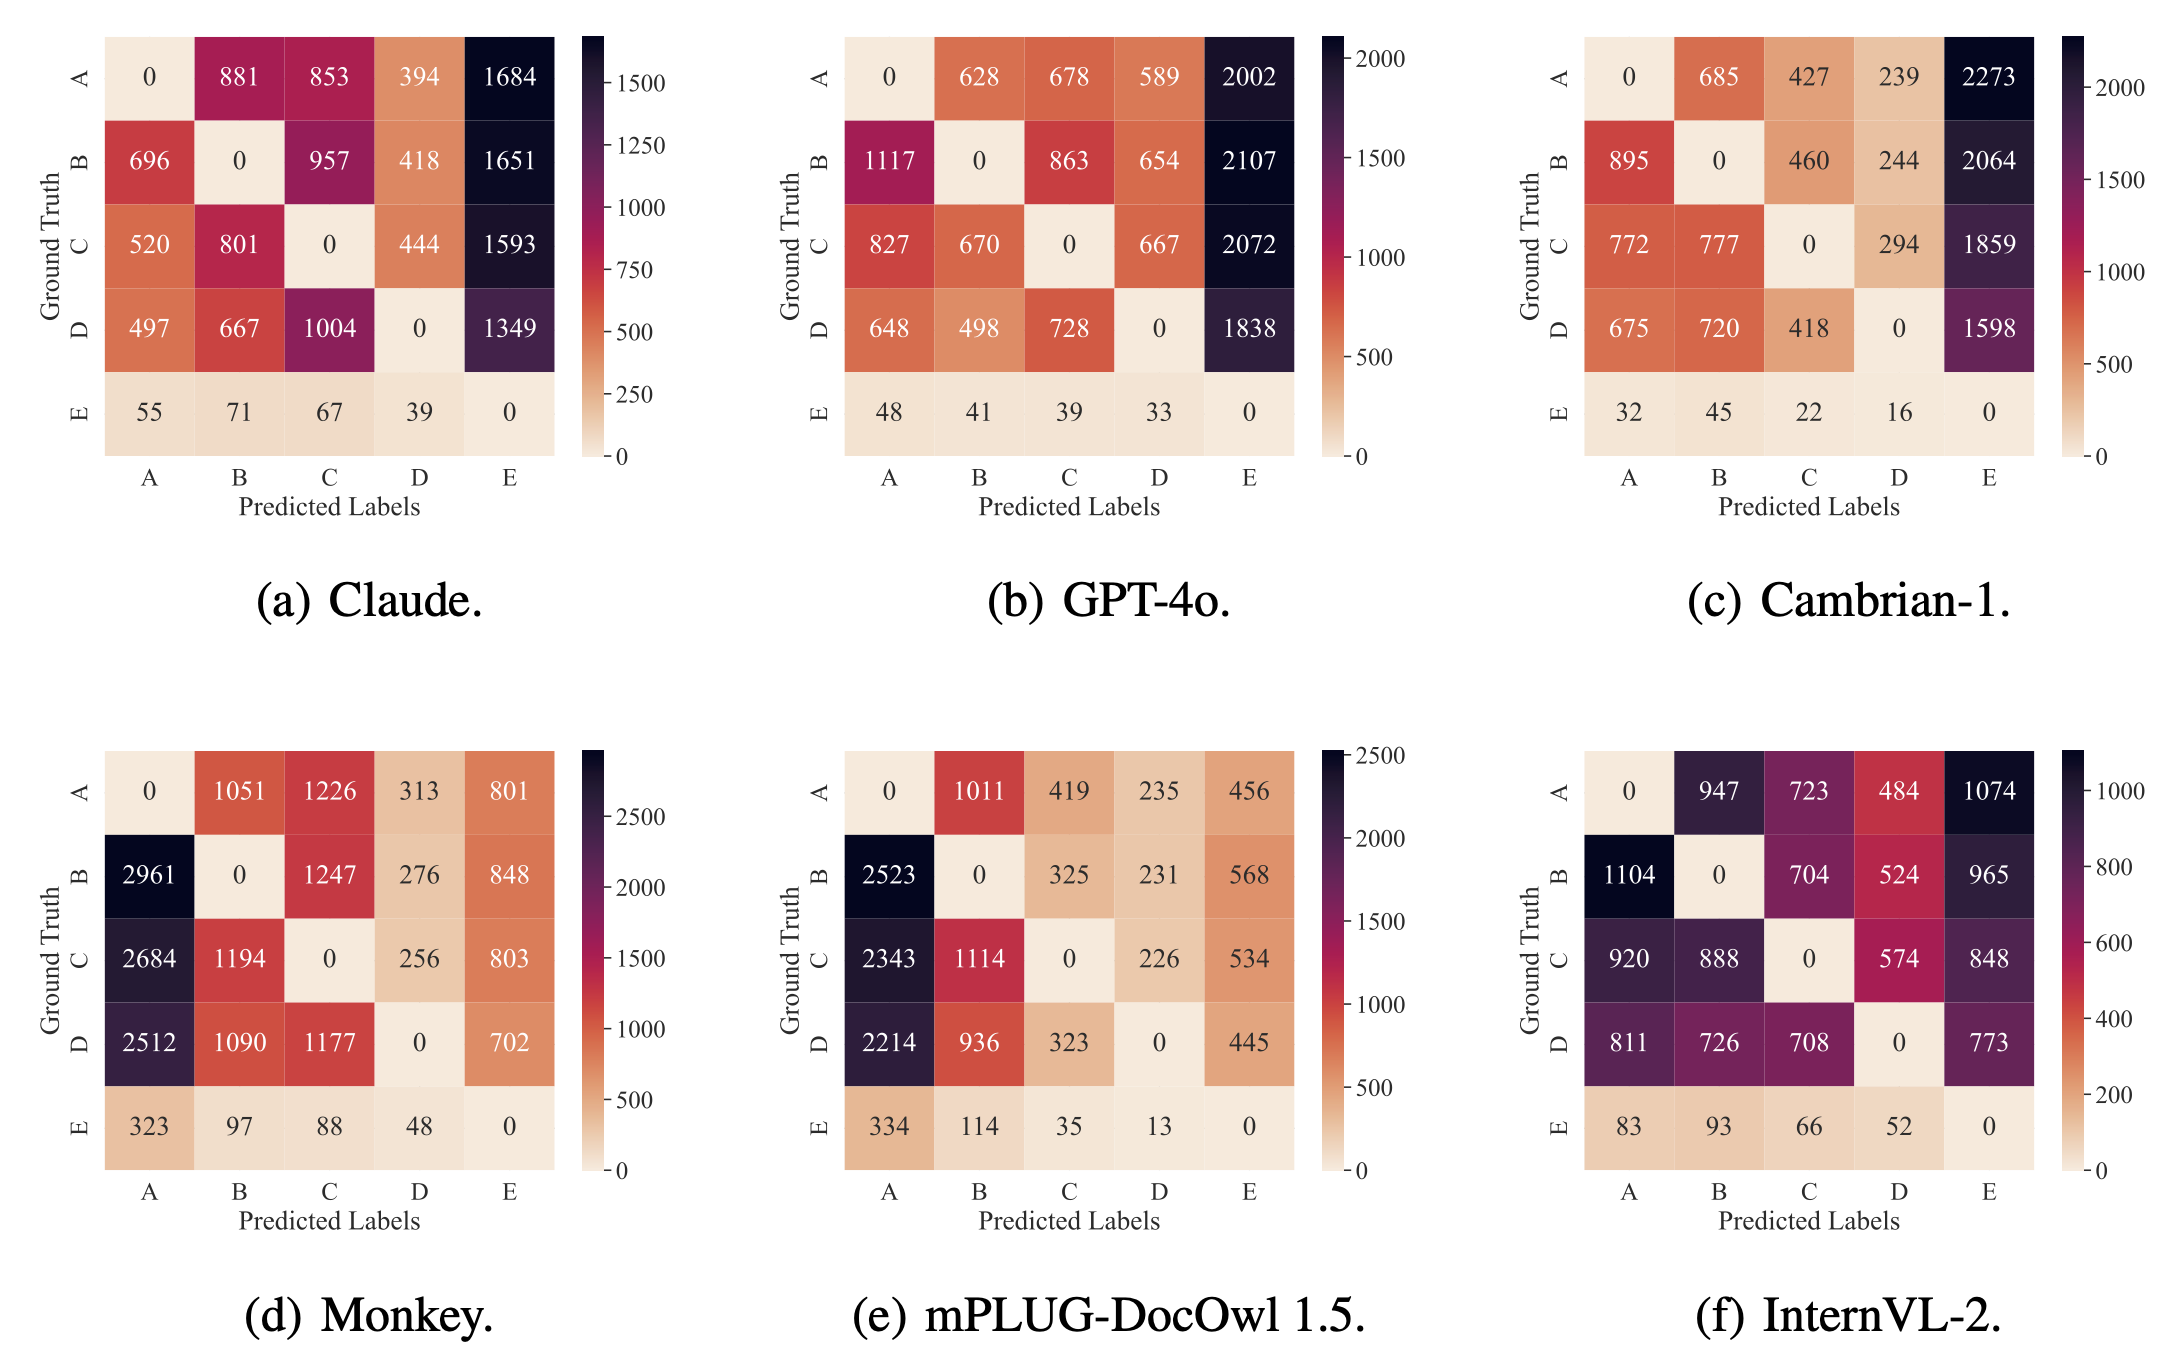 A 0 881 853 394 1684
B 696 0 957 418 1651
C 520 801 0 444 1593
D 497 667 1004 0 1349
E 55 71 67 39 0
A B C D E
Predicted Labels
Ground Truth
1500
1250
1000
750
500
250
0
(a) Claude.
A 0 628 678 589 2002
B 1117 0 863 654 2107
C 827 670 0 667 2072
D 648 498 728 0 1838
E 48 41 39 33 0
A B C D E
Predicted Labels
Ground Truth
2000
1500
1000
500
0
(b) GPT-4o.
A 0 685 427 239 2273
B 895 0 460 244 2064
C 772 777 0 294 1859
D 675 720 418 0 1598
E 32 45 22 16 0
A B C D E
Predicted Labels
Ground Truth
2000
1500
1000
500
0
(c) Cambrian-1.
A 0 1051 1226 313 801
B 2961 0 1247 276 848
C 2684 1194 0 256 803
D 2512 1090 1177 0 702
E 323 97 88 48 0
A B C D E
Predicted Labels
Ground Truth
2500
2000
1500
1000
500
0
(d) Monkey.
A 0 1011 419 235 456
B 2523 0 325 231 568
C 2343 1114 0 226 534
D 2214 936 323 0 445
E 334 114 35 13 0
A B C D E
Predicted Labels
Ground Truth
2500
2000
1500
1000
500
0
(e) mPLUG-DocOwl 1.5.
A 0 947 723 484 1074
B 1104 0 704 524 965
C 920 888 0 574 848
D 811 726 708 0 773
E 83 93 66 52 0
A B C D E
Predicted Labels
Ground Truth
1000
800
600
400
200
0
(f) InternVL-2.